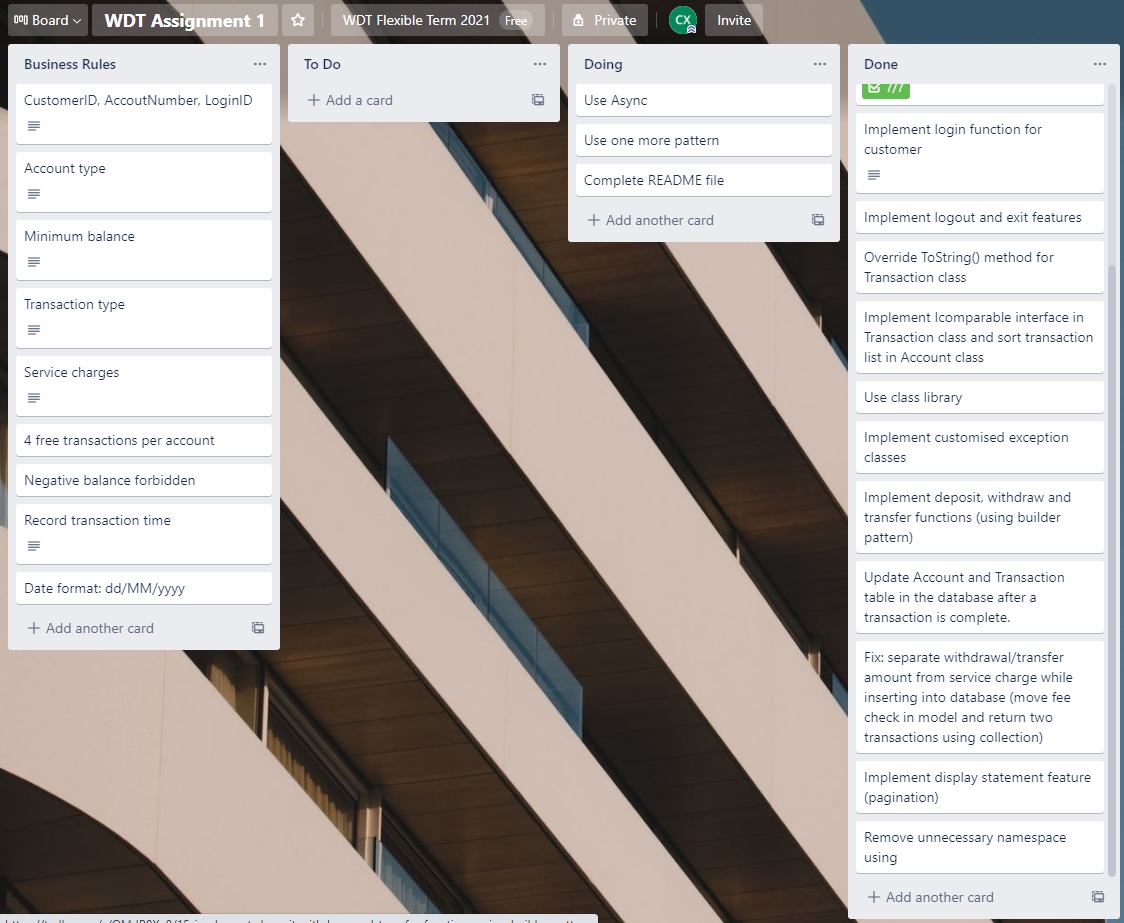 Board
WDT Assignment 1
WDT Flexible Term 2021 Free
Private
CX
Invite
Business Rules
CustomerID, AccoutNumber, LoginID
Account type
Minimum balance
Transaction type
Service charges
4 free transactions per account
Negative balance forbidden
Record transaction time
Date format: dd/MM/yyyy
Add another card
To Do
Add a card
Doing
Use Async
Use one more pattern
Complete README file
Add another card
Done
7/7
Implement login function for
customer
Implement logout and exit features
Override ToString() method for
Transaction class
Implement Icomparable interface in
Transaction class and sort transaction
list in Account class
Use class library
Implement customised exception
classes
Implement deposit, withdraw and
transfer functions (using builder
pattern)
Update Account and Transaction
table in the database after a
transaction is complete.
Fix: separate withdrawal/transfer
amount from service charge while
inserting into database (move fee
check in model and return two
transactions using collection)
Implement display statement feature
(pagination)
Remove unnecessary namespace
using
Add another card